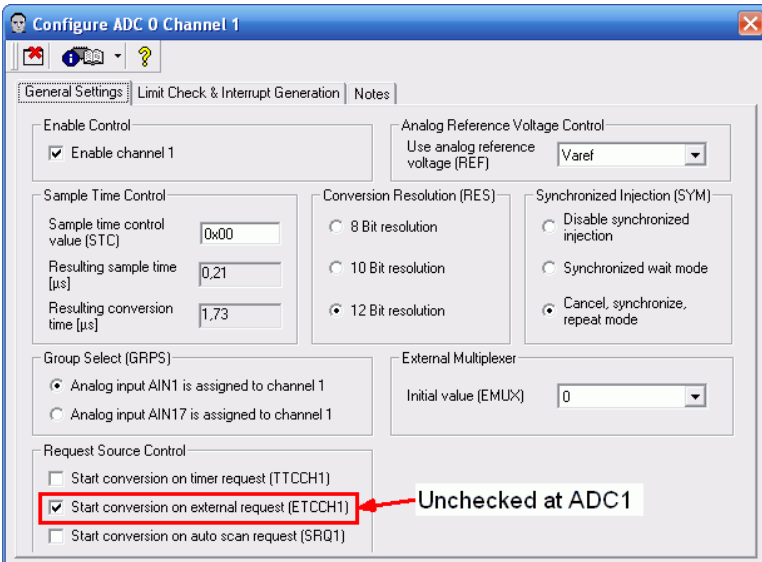 Configure ADC 0 Channel 1
General Settings
Limit Check & Interrupt Generation
Notes
Enable Control
Enable channel 1
Analog Reference Voltage Control
Use analog reference
voltage (REF)
Varef
Sample Time Control
Sample time control
value (STC)
0x00
Resulting sample time
[µs]
0,21
Resulting conversion
time [µs]
1,73
Conversion Resolution (RES)
8 Bit resolution
10 Bit resolution
12 Bit resolution
Synchronized Injection (SYM)
Disable synchronized
injection
Synchronized wait mode
Cancel, synchronize,
repeat mode
Group Select (GRPS)
Analog input AIN1 is assigned to channel 1
Analog input AIN17 is assigned to channel 1
External Multiplexer
Initial value (EMUX)
0
Request Source Control
Start conversion on timer request (TTCCH1)
Start conversion on external request (ETCCH1)
Unchecked at ADC1
Start conversion on auto scan request (SRQ1)